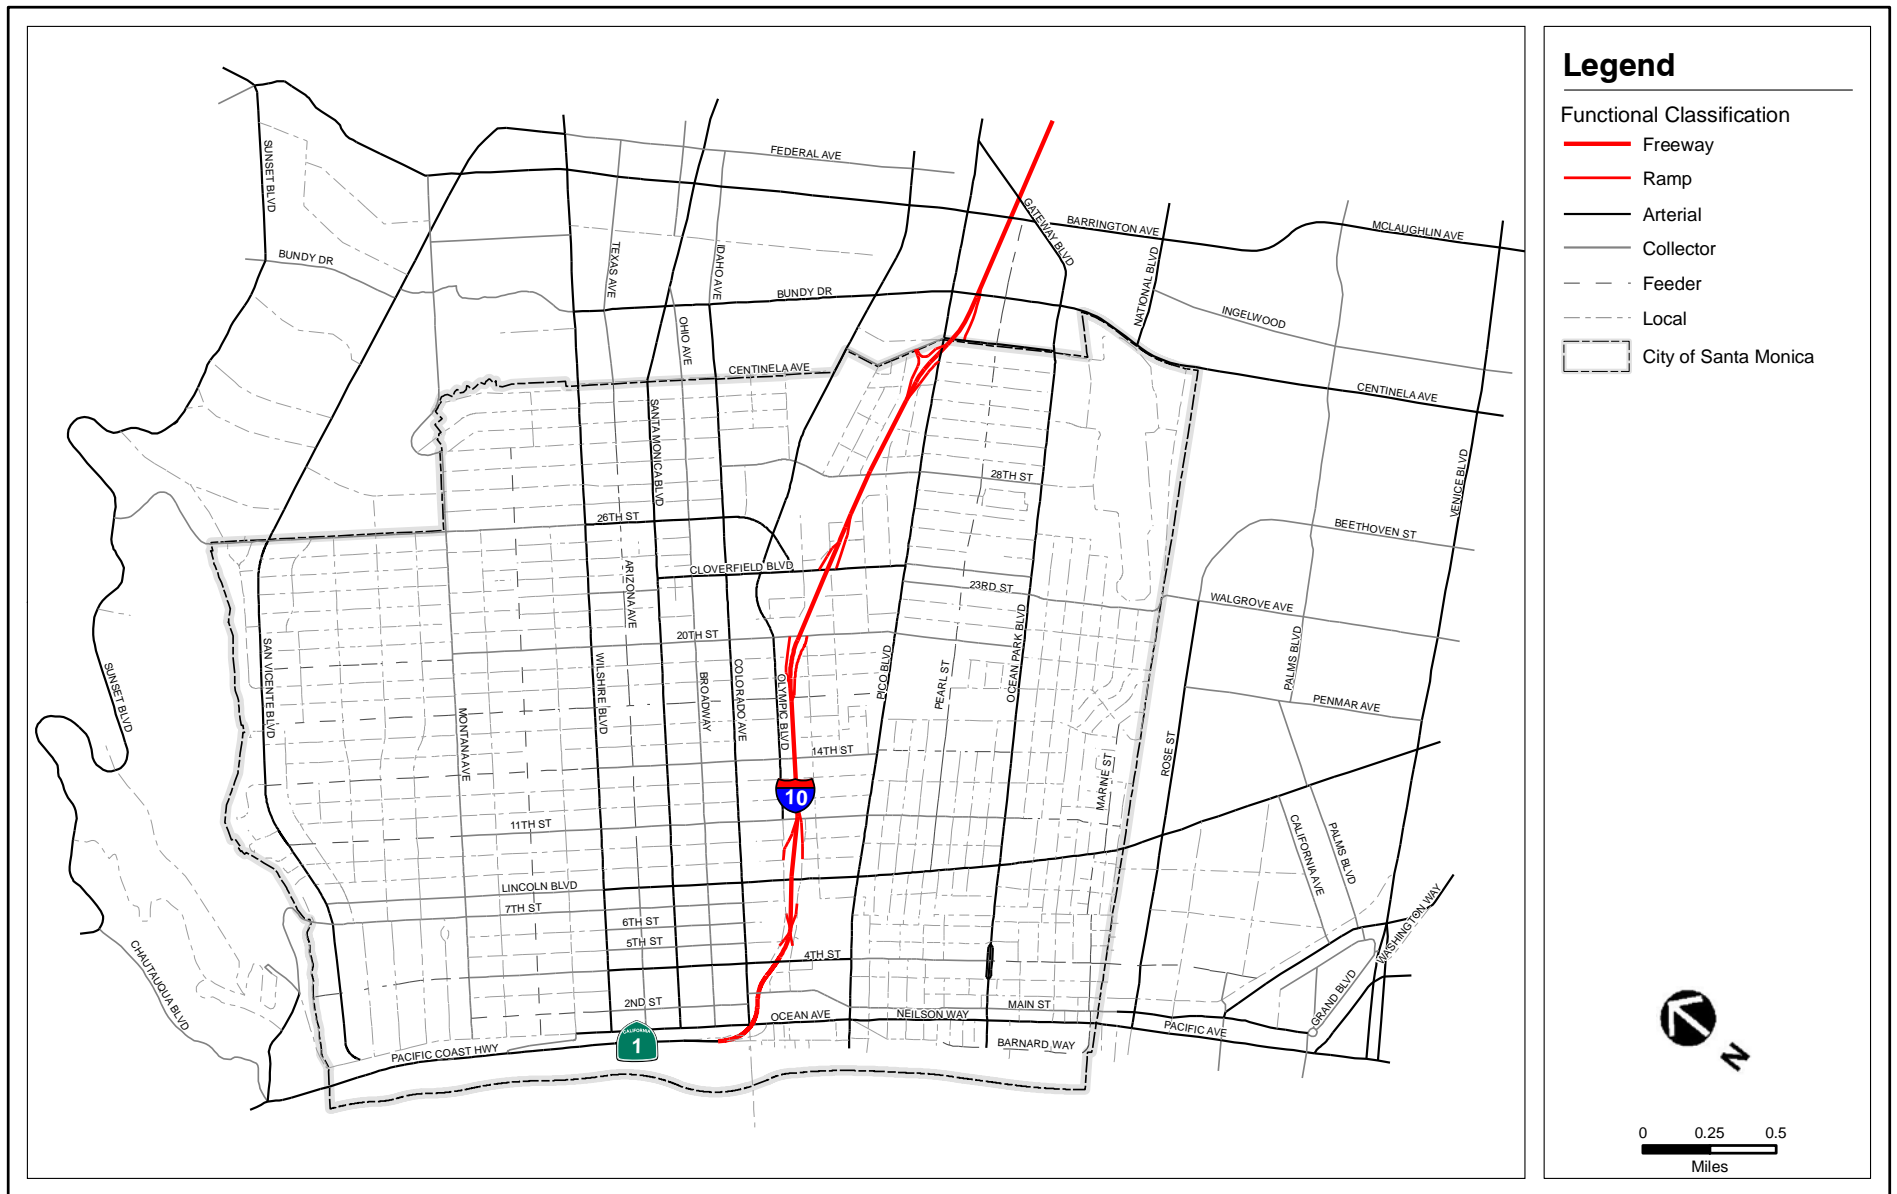 FEDERAL AVE
SUNSET BLVD
GATEWAY BLVD
BARRINGTON AVE
MCLAUGHLIN AVE
BUNDY DR
TEXAS AVE
IDAHO AVE
NATIONAL BLVD
BUNDY DR
INGELWOOD
OHIO AVE
CENTINELA AVE
CENTINELA AVE
SANTA MONICA BLVD
VENICE BLVD
28TH ST
26TH ST
BEETHOVEN ST
CLOVERFIELD BLVD
ARIZONA AVE
23RD ST
WALGROVE AVE
20TH ST
SAN VICENTE BLVD
WILSHIRE BLVD
BROADWAY
COLORADO AVE
OLYMPIC BLVD
PICO BLVD
PEARL ST
OCEAN PARK BLVD
PALMS BLVD
SUNSET BLVD
MONTANA AVE
PENMAR AVE
ROSE ST
14TH ST
MARINE ST
10
11TH ST
CALIFORNIA AVE
PALMS BLVD
LINCOLN BLVD
7TH ST
6TH ST
5TH ST
WASHINGTON WAY
4TH ST
CHAUTAUQUA BLVD
GRAND BLVD
2ND ST
MAIN ST
OCEAN AVE
NEILSON WAY
PACIFIC AVE
CALIFORNIA
1
PACIFIC COAST HWY
BARNARD WAY
Legend
Functional Classification
Freeway
Ramp
Arterial
Collector
Feeder
Local
City of Santa Monica
N
0 0.25 0.5
Miles